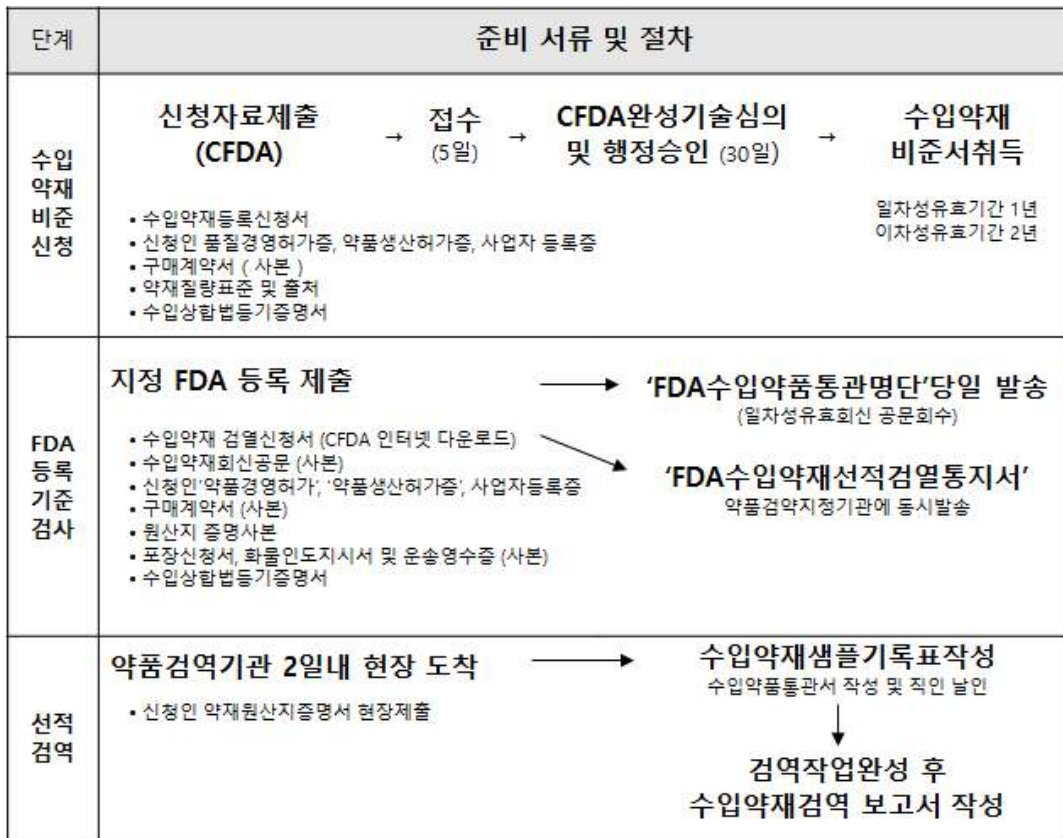 단계
준비 서류 및 절차
수입
약재
비준
신청
신청자료제출
(CFDA)
→
접수
(5일)
→
CFDA완성기술심의
및 행정승인 (30일)
→
수입약재
비준서취득
일차성유효기간 1년
이차성유효기간 2년
• 수입약재등록신청서
• 신청인 품질경영허가증, 약품생산허가증, 사업자 등록증
• 구매계약서 ( 사본 )
• 약재질량표준 및 출처
• 수입상합법등기증명서
FDA
등록
기준
검사
지정 FDA 등록 제출
‘FDA수입약품통관명단’당일 발송
(일차성유효회신 공문회수)
• 수입약재 검열신청서 (CFDA 인터넷 다운로드)
• 수입약재회신공문 (사본)
• 신청인‘약품경영허가’, ‘약품생산허가증’, 사업자등록증
• 구매계약서 (사본)
• 원산지 증명사본
• 포장신청서, 화물인도지시서 및 운송영수증 (사본)
• 수입상합법등기증명서
‘FDA수입약재선적검열통지서’
약품검약지정기관에 동시발송
선적
검역
약품검역기관 2일내 현장 도착
• 신청인 약재원산지증명서 현장제출
수입약재샘플기록표작성
수입약품통관서 작성 및 직인 날인
검역작업완성 후
수입약재검역 보고서 작성